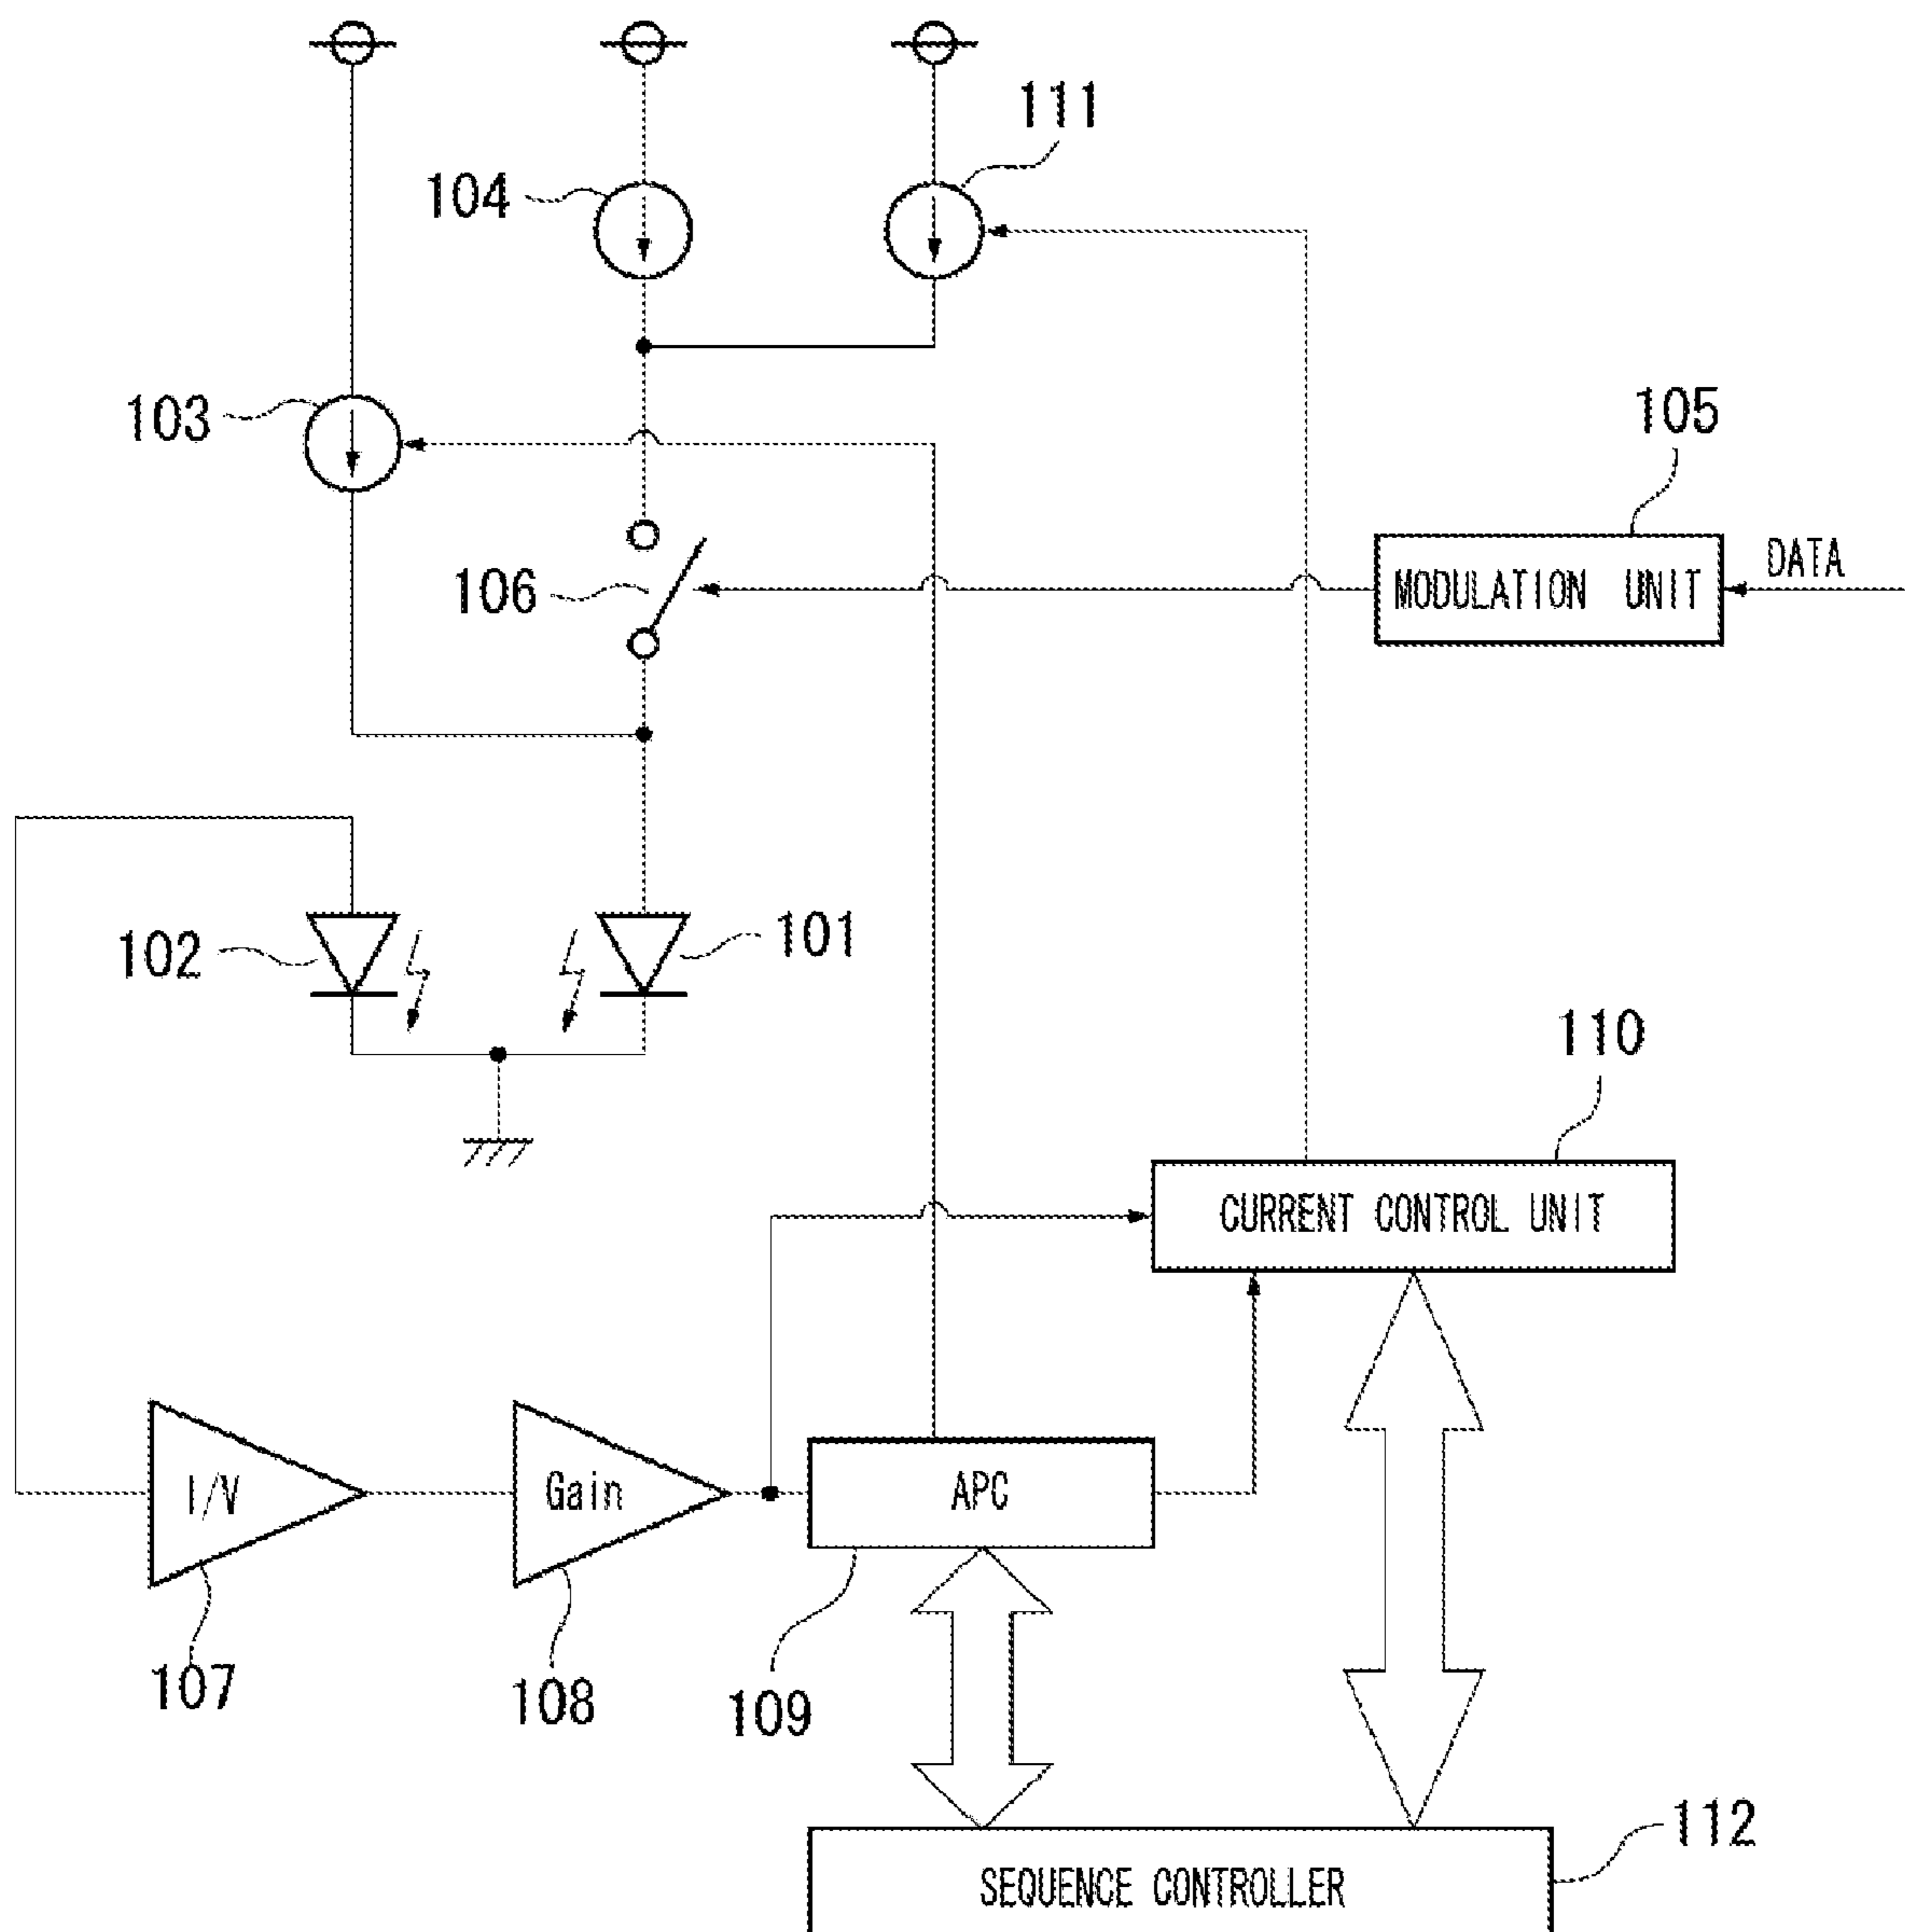 111
104
103
105
DATA
MODULATION UNIT
106
102
101
110
CURRENT CONTROL UNIT
I/V
Gain
APC
107
108
109
112
SEQUENCE CONTROLLER